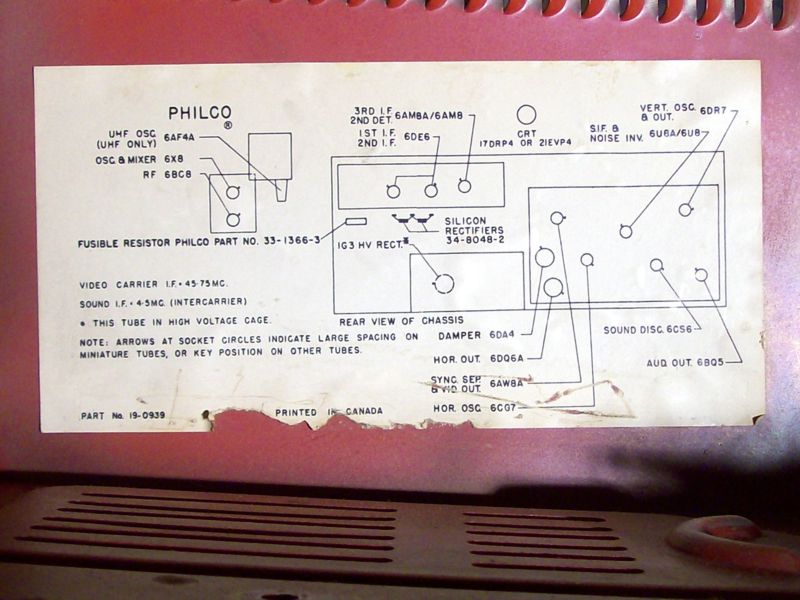 PHILCO
®
UHF OSC.
(UHF ONLY) 6AF4A
OSC. & MIXER 6X8
RF 6BC8
FUSIBLE RESISTOR PHILCO PART NO. 33-1366-3
3RD I.F.
2ND DET. 6AM8A/6AM8
1ST I.F.
2ND I.F. 6DE6
CRT
17DRP4 OR 21EVP4
VERT. OSC.
& OUT. 6DR7
S.I.F. &
NOISE INV. 6U8A/6U8
SILICON
RECTIFIERS
34-8048-2
1G3 HV RECT.*
VIDEO CARRIER I.F. = 45.75MC.
SOUND I.F. = 4.5MC. (INTERCARRIER)
* THIS TUBE IN HIGH VOLTAGE CAGE.
NOTE: ARROWS AT SOCKET CIRCLES INDICATE LARGE SPACING ON
MINIATURE TUBES, OR KEY POSITION ON OTHER TUBES.
REAR VIEW OF CHASSIS
DAMPER 6DA4
HOR. OUT. 6DQ6A
SYNC. SEP.
& VID OUT. 6AW8A
HOR. OSC. 6CG7
SOUND DISC. 6CS6
AUD. OUT. 6BQ5
PART No. 19-0939
PRINTED IN CANADA